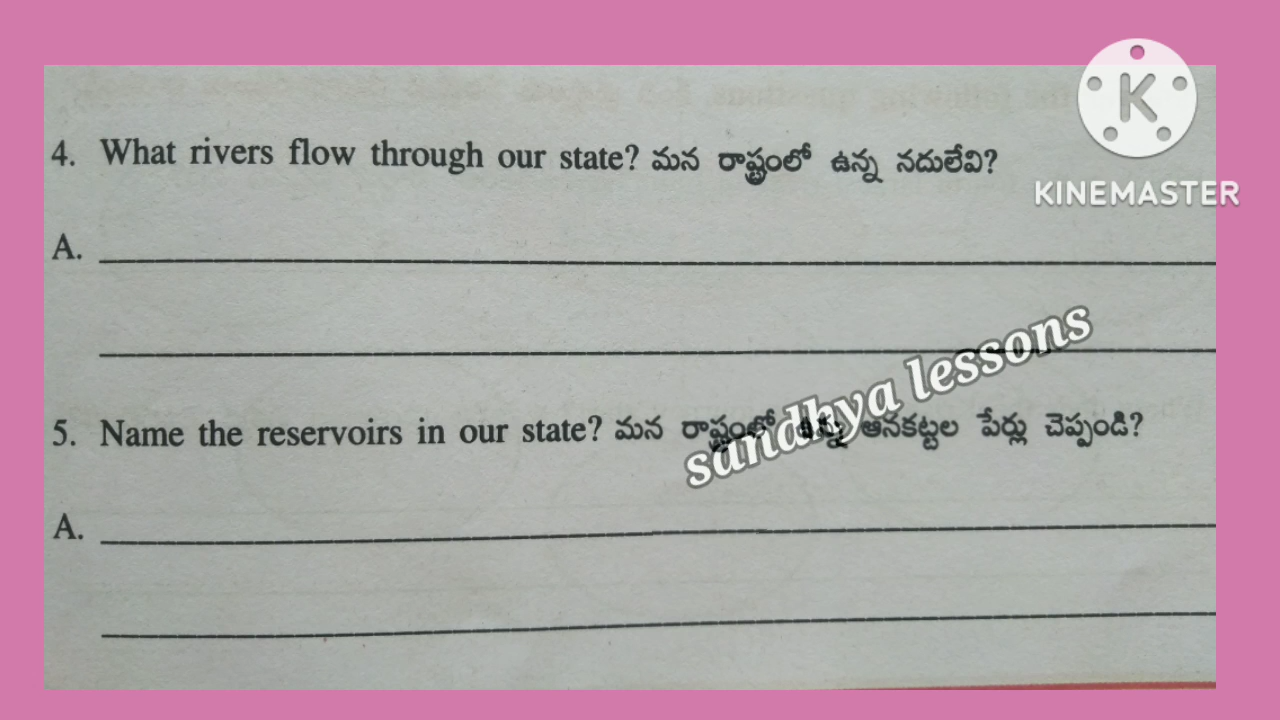 K
KINEMASTER
4. What rivers flow through our state? మన రాష్ట్రంలో ఉన్న నదులేవి?
A.
sandhya lessons
5. Name the reservoirs in our state? మన రాష్ట్రంలో ఉన్న ఆనకట్టల పేర్లు చెప్పండి?
A.